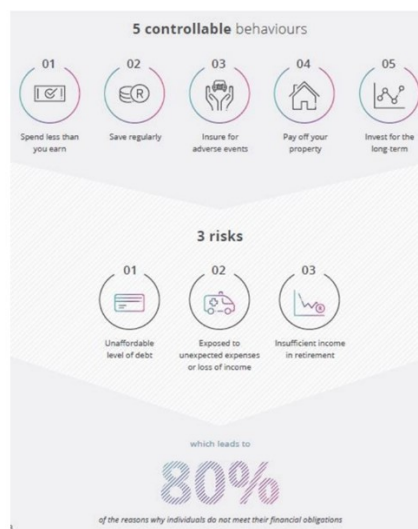 5 controllable behaviours
01 02 03 04 05
R
Spend less than
you earn
Save regularly
Insure for
adverse events
Pay off your
property
Invest for the
long-term
3 risks
01 02 03
Unaffordable
level of debt
Exposed to
unexpected expenses
or loss of income
Insufficient income
in retirement
which leads to
80%
of the reasons why individuals do not meet their financial obligations